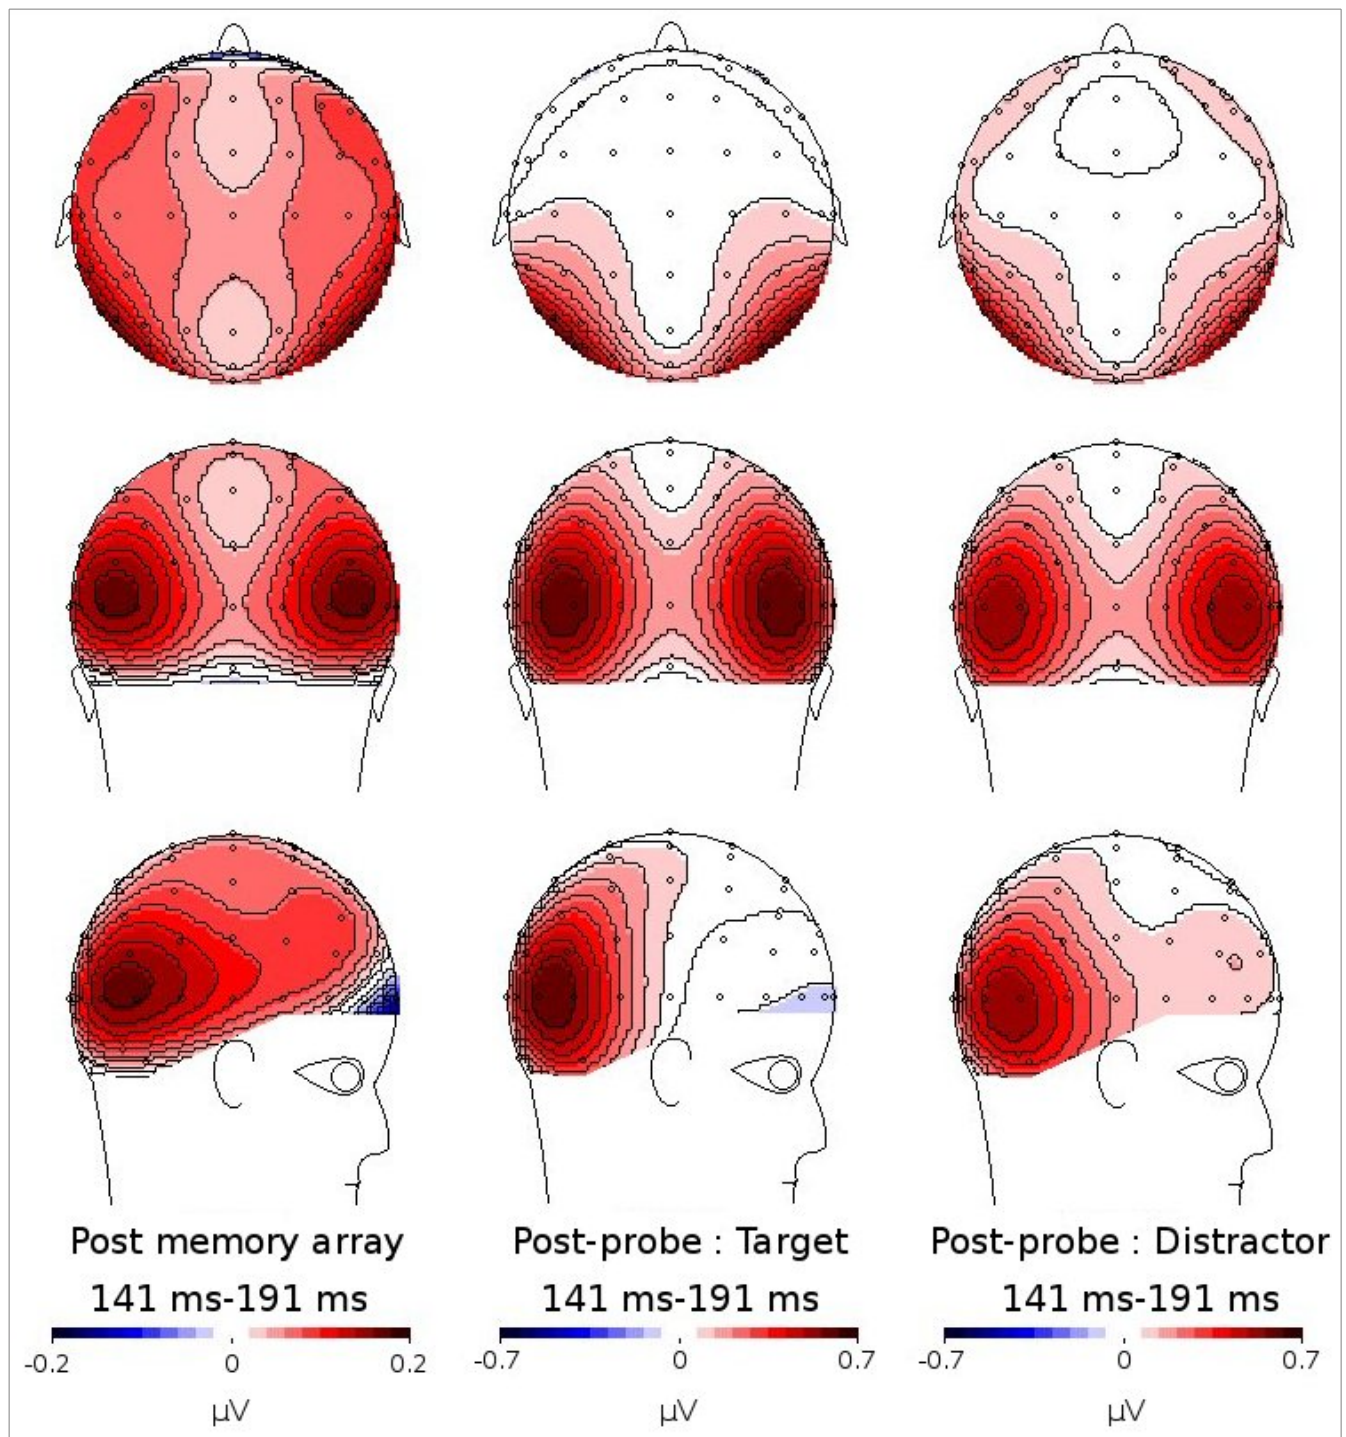 Post memory array
Post-probe : Target
Post-probe : Distractor
141 ms-191 ms
141 ms-191 ms
141 ms-191 ms
-0.2 0 0.2
-0.7 0 0.7
-0.7 0 0.7
µV
µV
µV